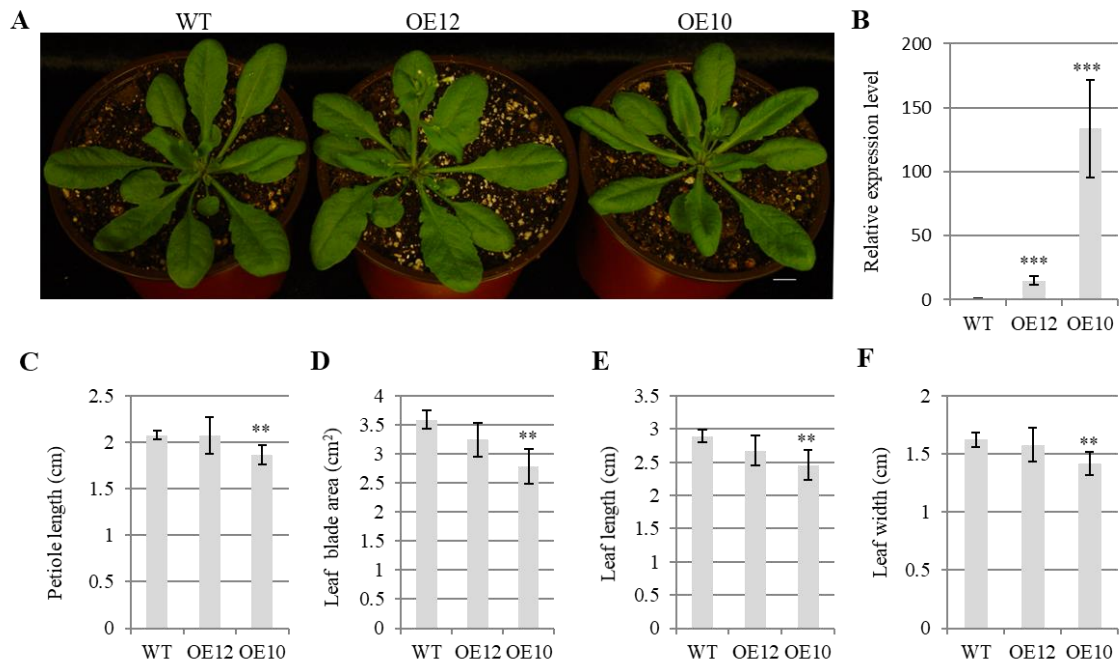 A
WT OE12 OE10
B
Relative expression level
200
150
100
50
0
***
***
WT OE12 OE10
C
Petiole length (cm)
2.5
2
1.5
1
0.5
0
**
WT OE12 OE10
D
Leaf blade area (cm²)
4
3.5
3
2.5
2
1.5
1
0.5
0
**
WT OE12 OE10
E
Leaf length (cm)
3.5
3
2.5
2
1.5
1
0.5
0
**
WT OE12 OE10
F
Leaf width (cm)
2
1.5
1
0.5
0
**
WT OE12 OE10